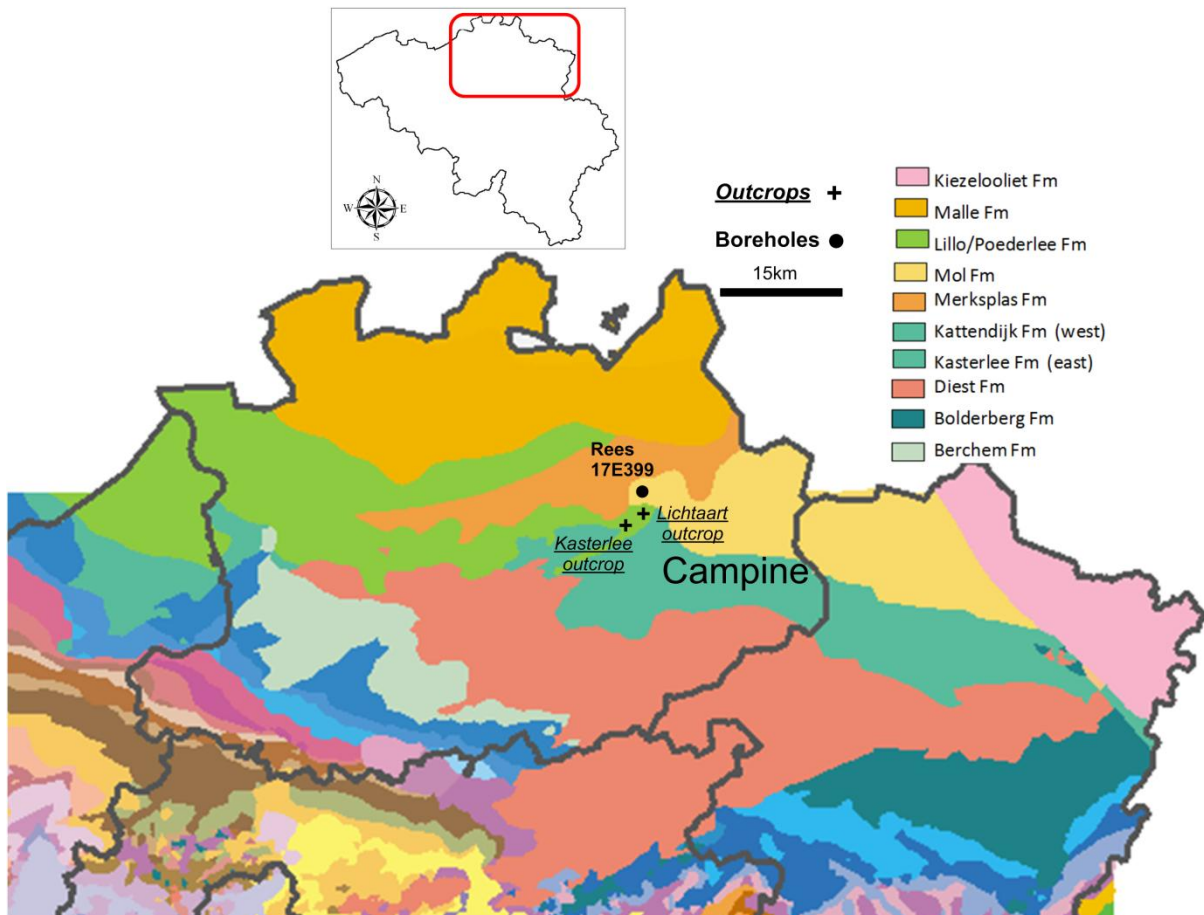 N
W E
S
Outcrops +
Boreholes ●
15km
Kiezelooliet Fm
Malle Fm
Lillo/Poederlee Fm
Mol Fm
Merksplas Fm
Kattendijk Fm (west)
Kasterlee Fm (east)
Diest Fm
Bolderberg Fm
Berchem Fm
Rees
17E399
Lichtaart
outcrop
Kasterlee
outcrop
Campine